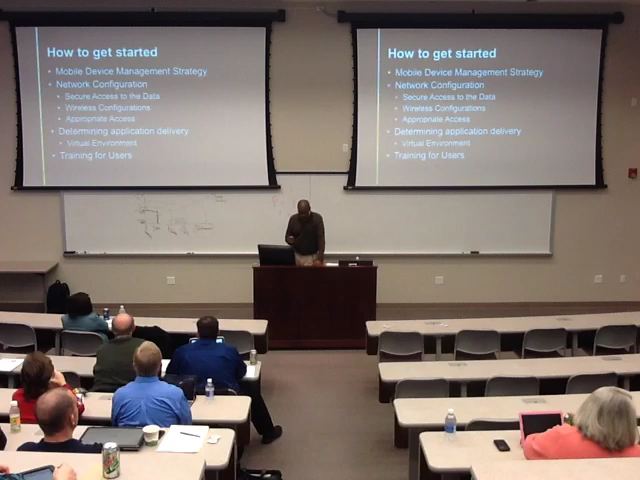 How to get started
• Mobile Device Management Strategy
• Network Configuration
• Secure Access to the Data
• Wireless Configurations
• Appropriate Access
• Determining application delivery
• Virtual Environment
• Training for Users
How to get started
• Mobile Device Management Strategy
• Network Configuration
• Secure Access to the Data
• Wireless Configurations
• Appropriate Access
• Determining application delivery
• Virtual Environment
• Training for Users